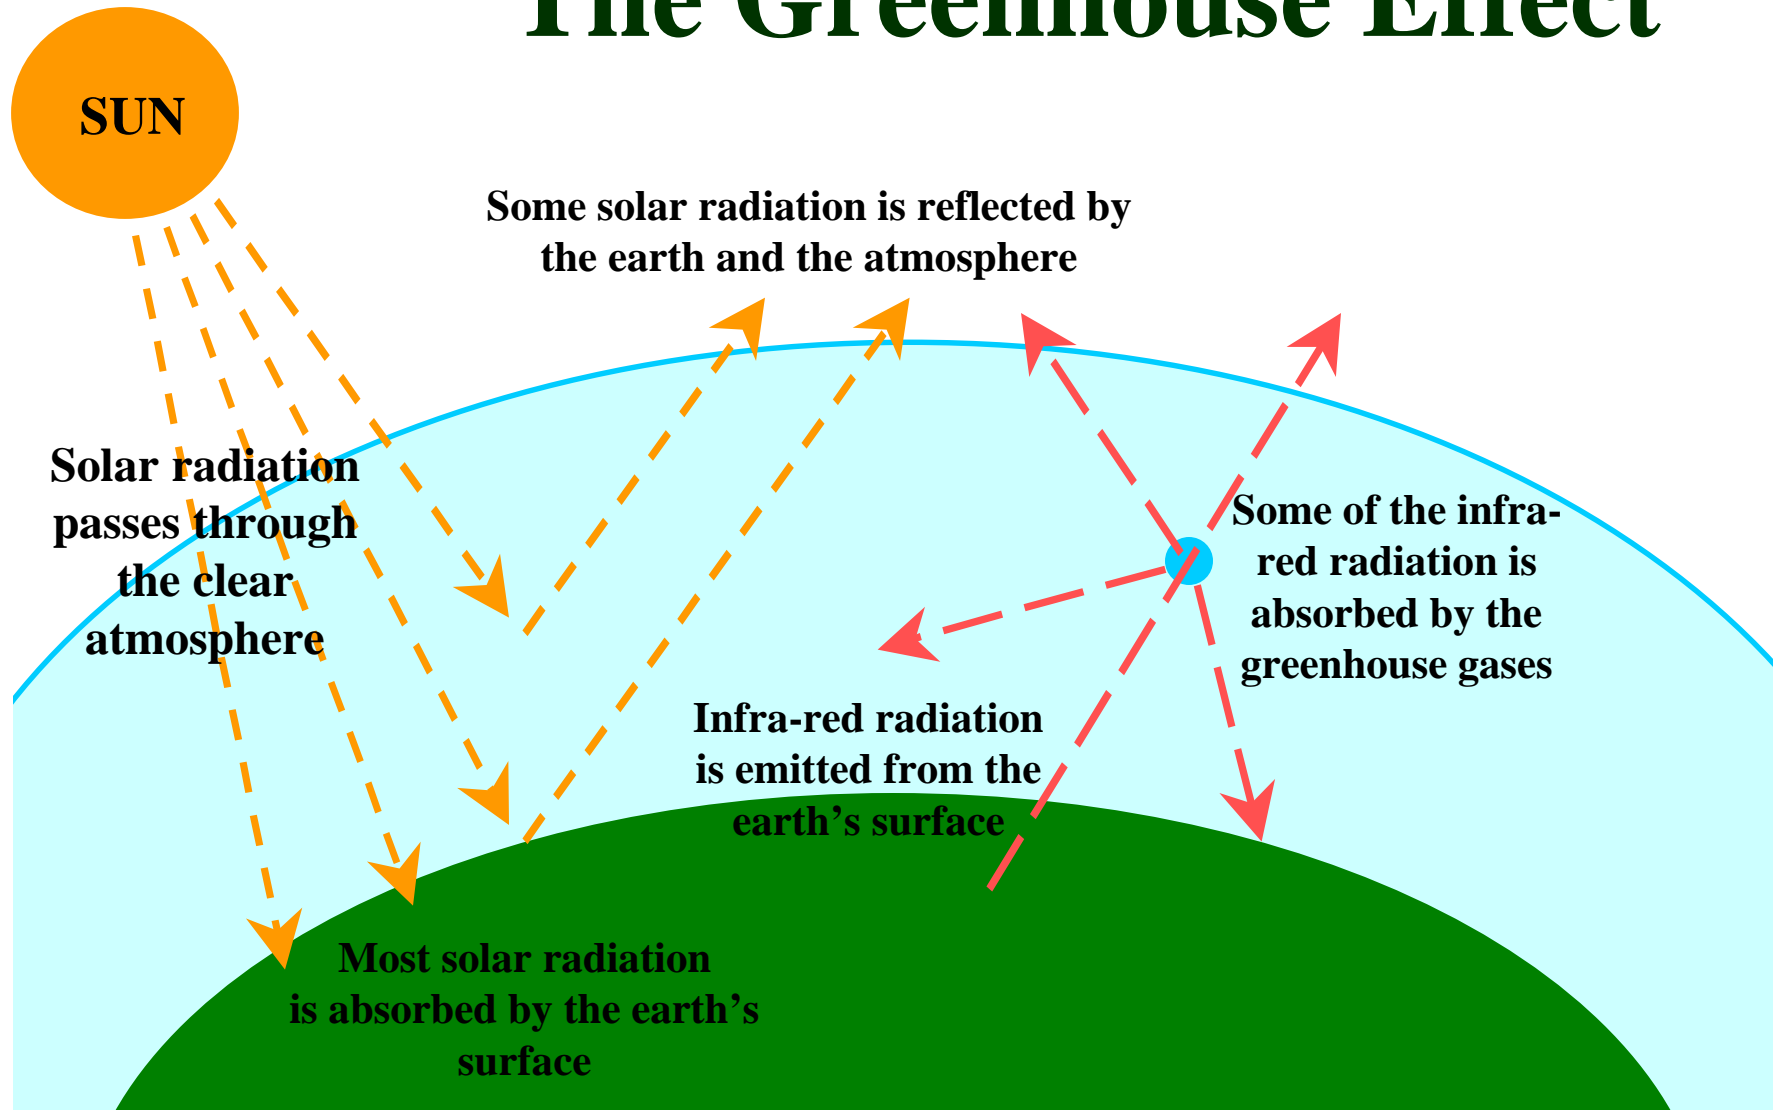 The Greenhouse Effect
SUN
Some solar radiation is reflected by
the earth and the atmosphere
Solar radiation
passes through
the clear
atmosphere
Some of the infra-
red radiation is
absorbed by the
greenhouse gases
Infra-red radiation
is emitted from the
earth’s surface
Most solar radiation
is absorbed by the earth’s
surface